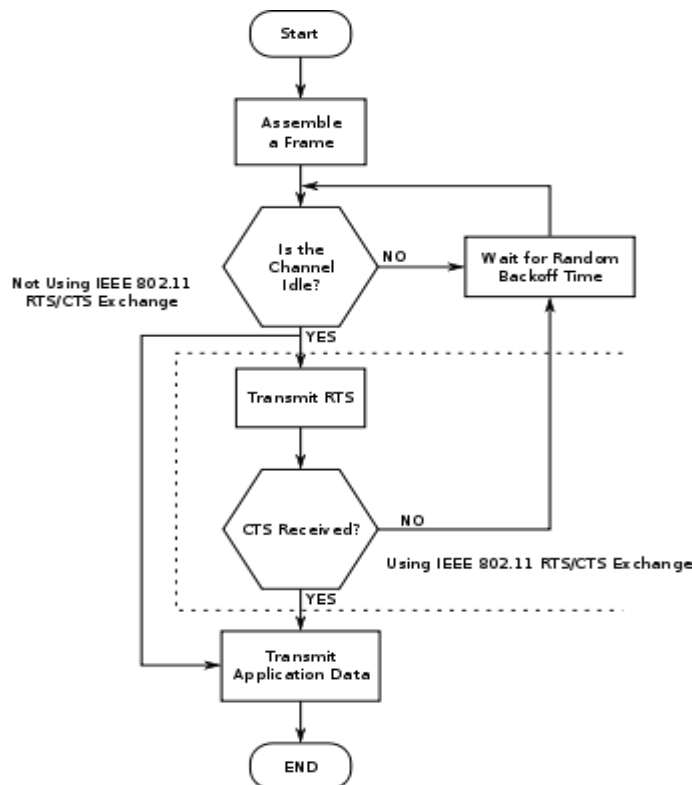 Start
Assemble
a Frame
Is the
Channel
Idle?
NO
Wait for Random
Backoff Time
Not Using IEEE 802.11
RTS/CTS Exchange
YES
Transmit RTS
CTS Received?
NO
Using IEEE 802.11 RTS/CTS Exchange
YES
Transmit
Application Data
END